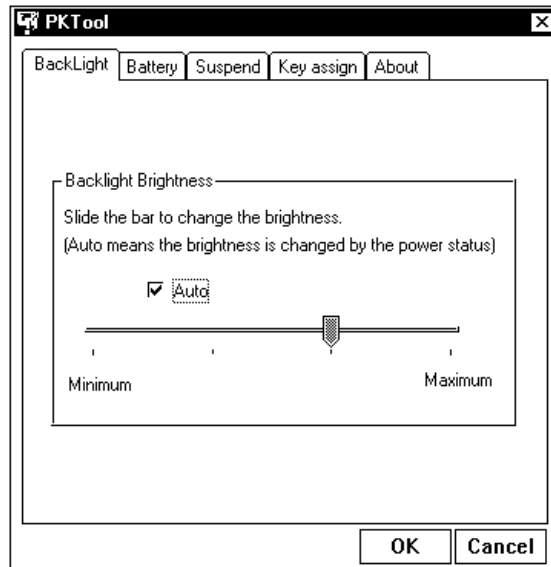 PKTool
BackLight Battery Suspend Key assign About
Backlight Brightness
Slide the bar to change the brightness.
(Auto means the brightness is changed by the power status)
Auto
Minimum Maximum
OK Cancel